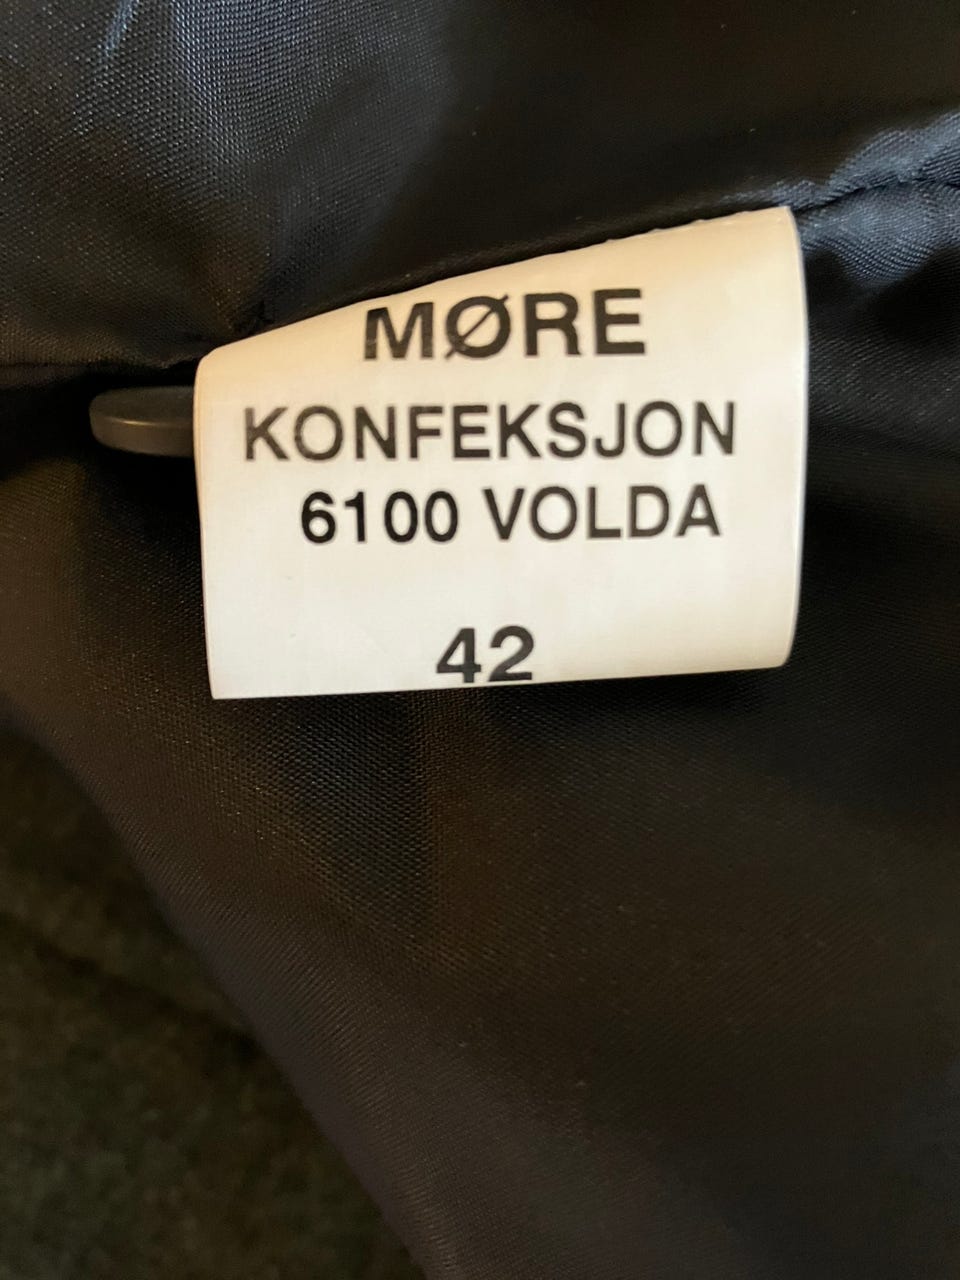 MØRE
KONFEKSJON
6100 VOLDA
42